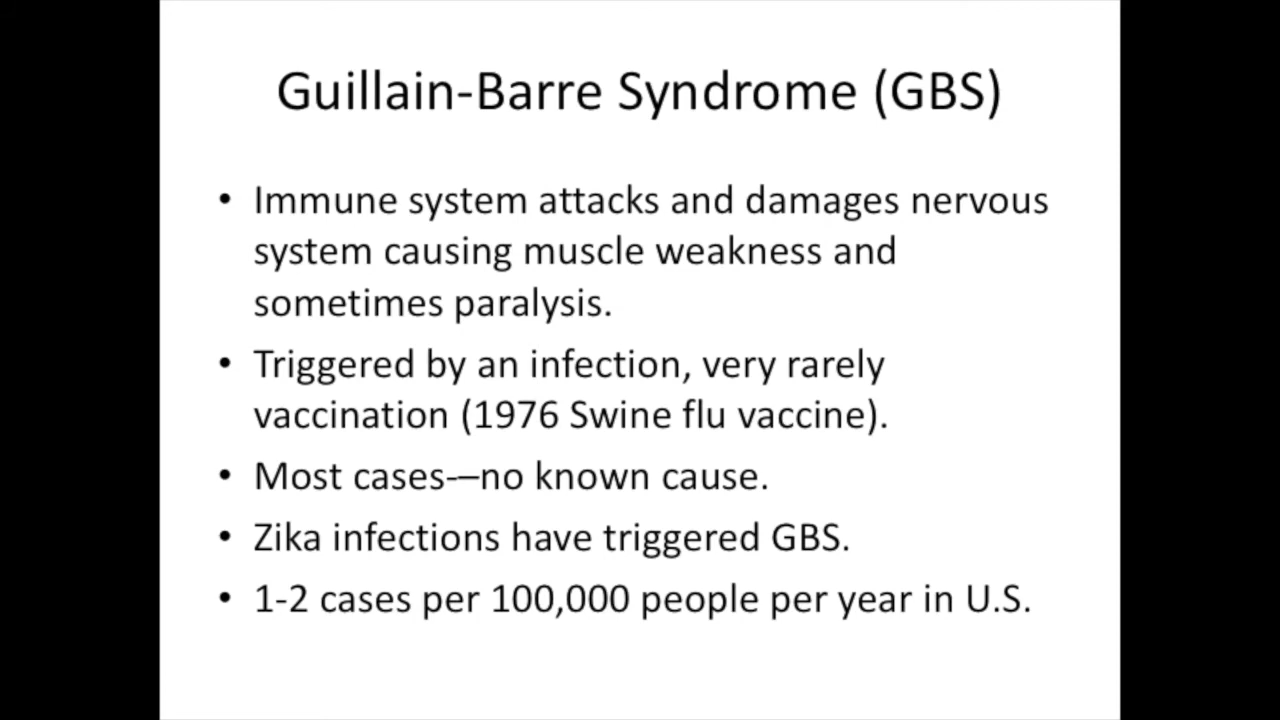 Guillain-Barre Syndrome (GBS)
• Immune system attacks and damages nervous
system causing muscle weakness and
sometimes paralysis.
• Triggered by an infection, very rarely
vaccination (1976 Swine flu vaccine).
• Most cases-–no known cause.
• Zika infections have triggered GBS.
• 1-2 cases per 100,000 people per year in U.S.